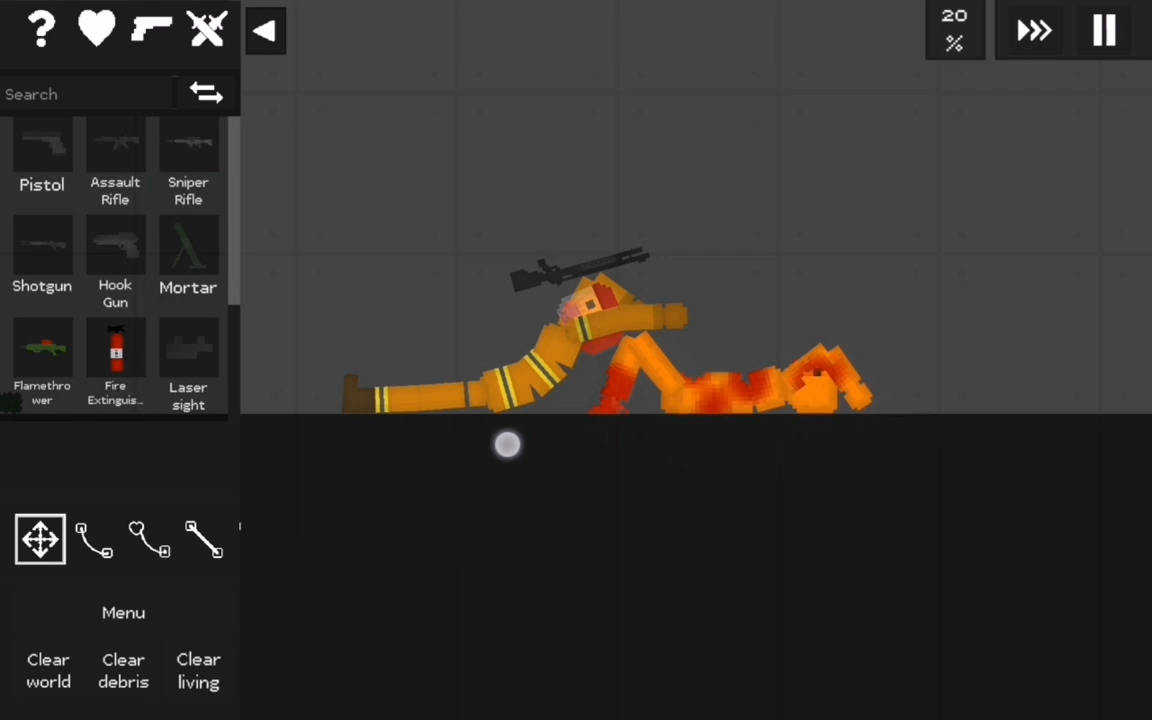 ?
20
%
Search
Pistol
Assault
Rifle
Sniper
Rifle
Shotgun
Hook
Gun
Mortar
Flamethro
wer
Fire
Extinguis...
Laser
sight
Menu
Clear
world
Clear
debris
Clear
living